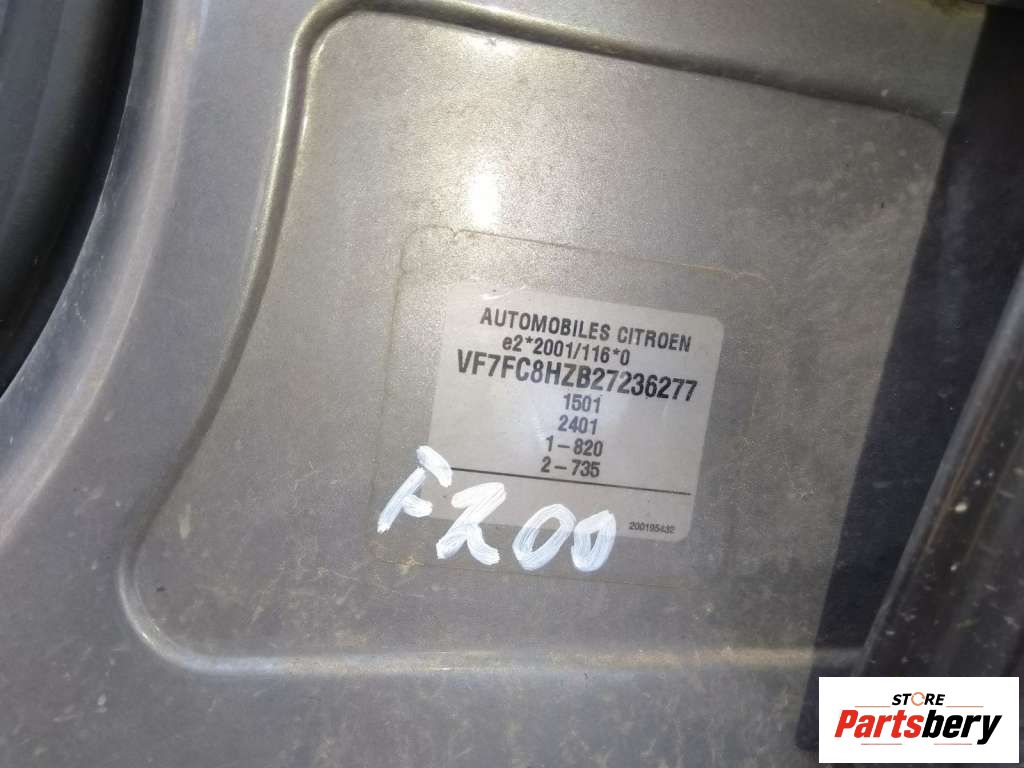 AUTOMOBILES CITROEN
e2*2001/116*0
VF7FC8HZB27236277
1501
2401
1-820
2-735
200195432
F200
STORE
Partsbery